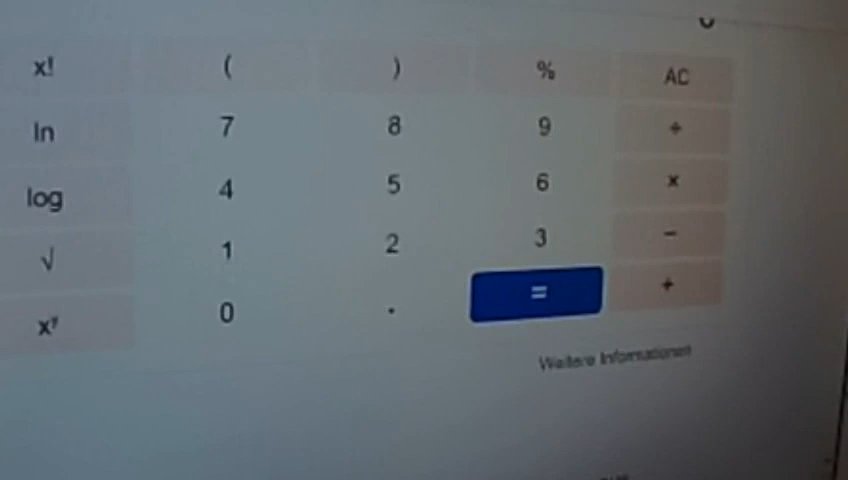 x! ( ) % AC
ln 7 8 9 ÷
log 4 5 6 ×
√ 1 2 3 −
xʸ 0 . = +
Weitere Informationen